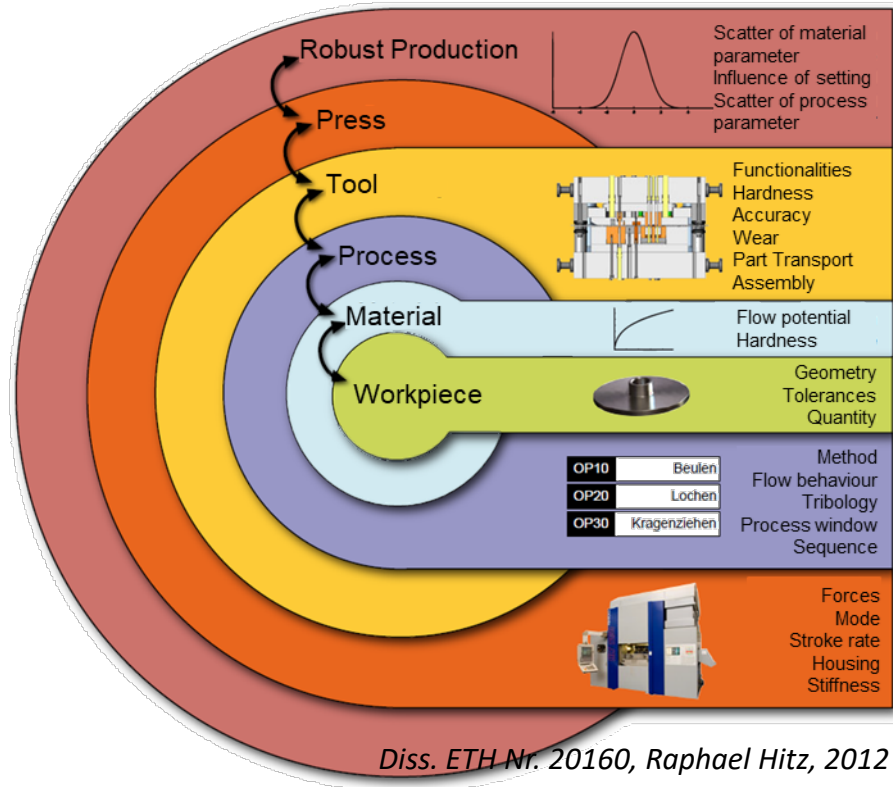 Robust Production
Scatter of material
parameter
Influence of setting
Scatter of process
parameter
Press
Tool
Functionalities
Hardness
Accuracy
Wear
Part Transport
Assembly
Process
Material
Flow potential
Hardness
Workpiece
Geometry
Tolerances
Quantity
OP10 Beulen
OP20 Lochen
OP30 Kragenziehen
Method
Flow behaviour
Tribology
Process window
Sequence
Forces
Mode
Stroke rate
Housing
Stiffness
Diss. ETH Nr. 20160, Raphael Hitz, 2012